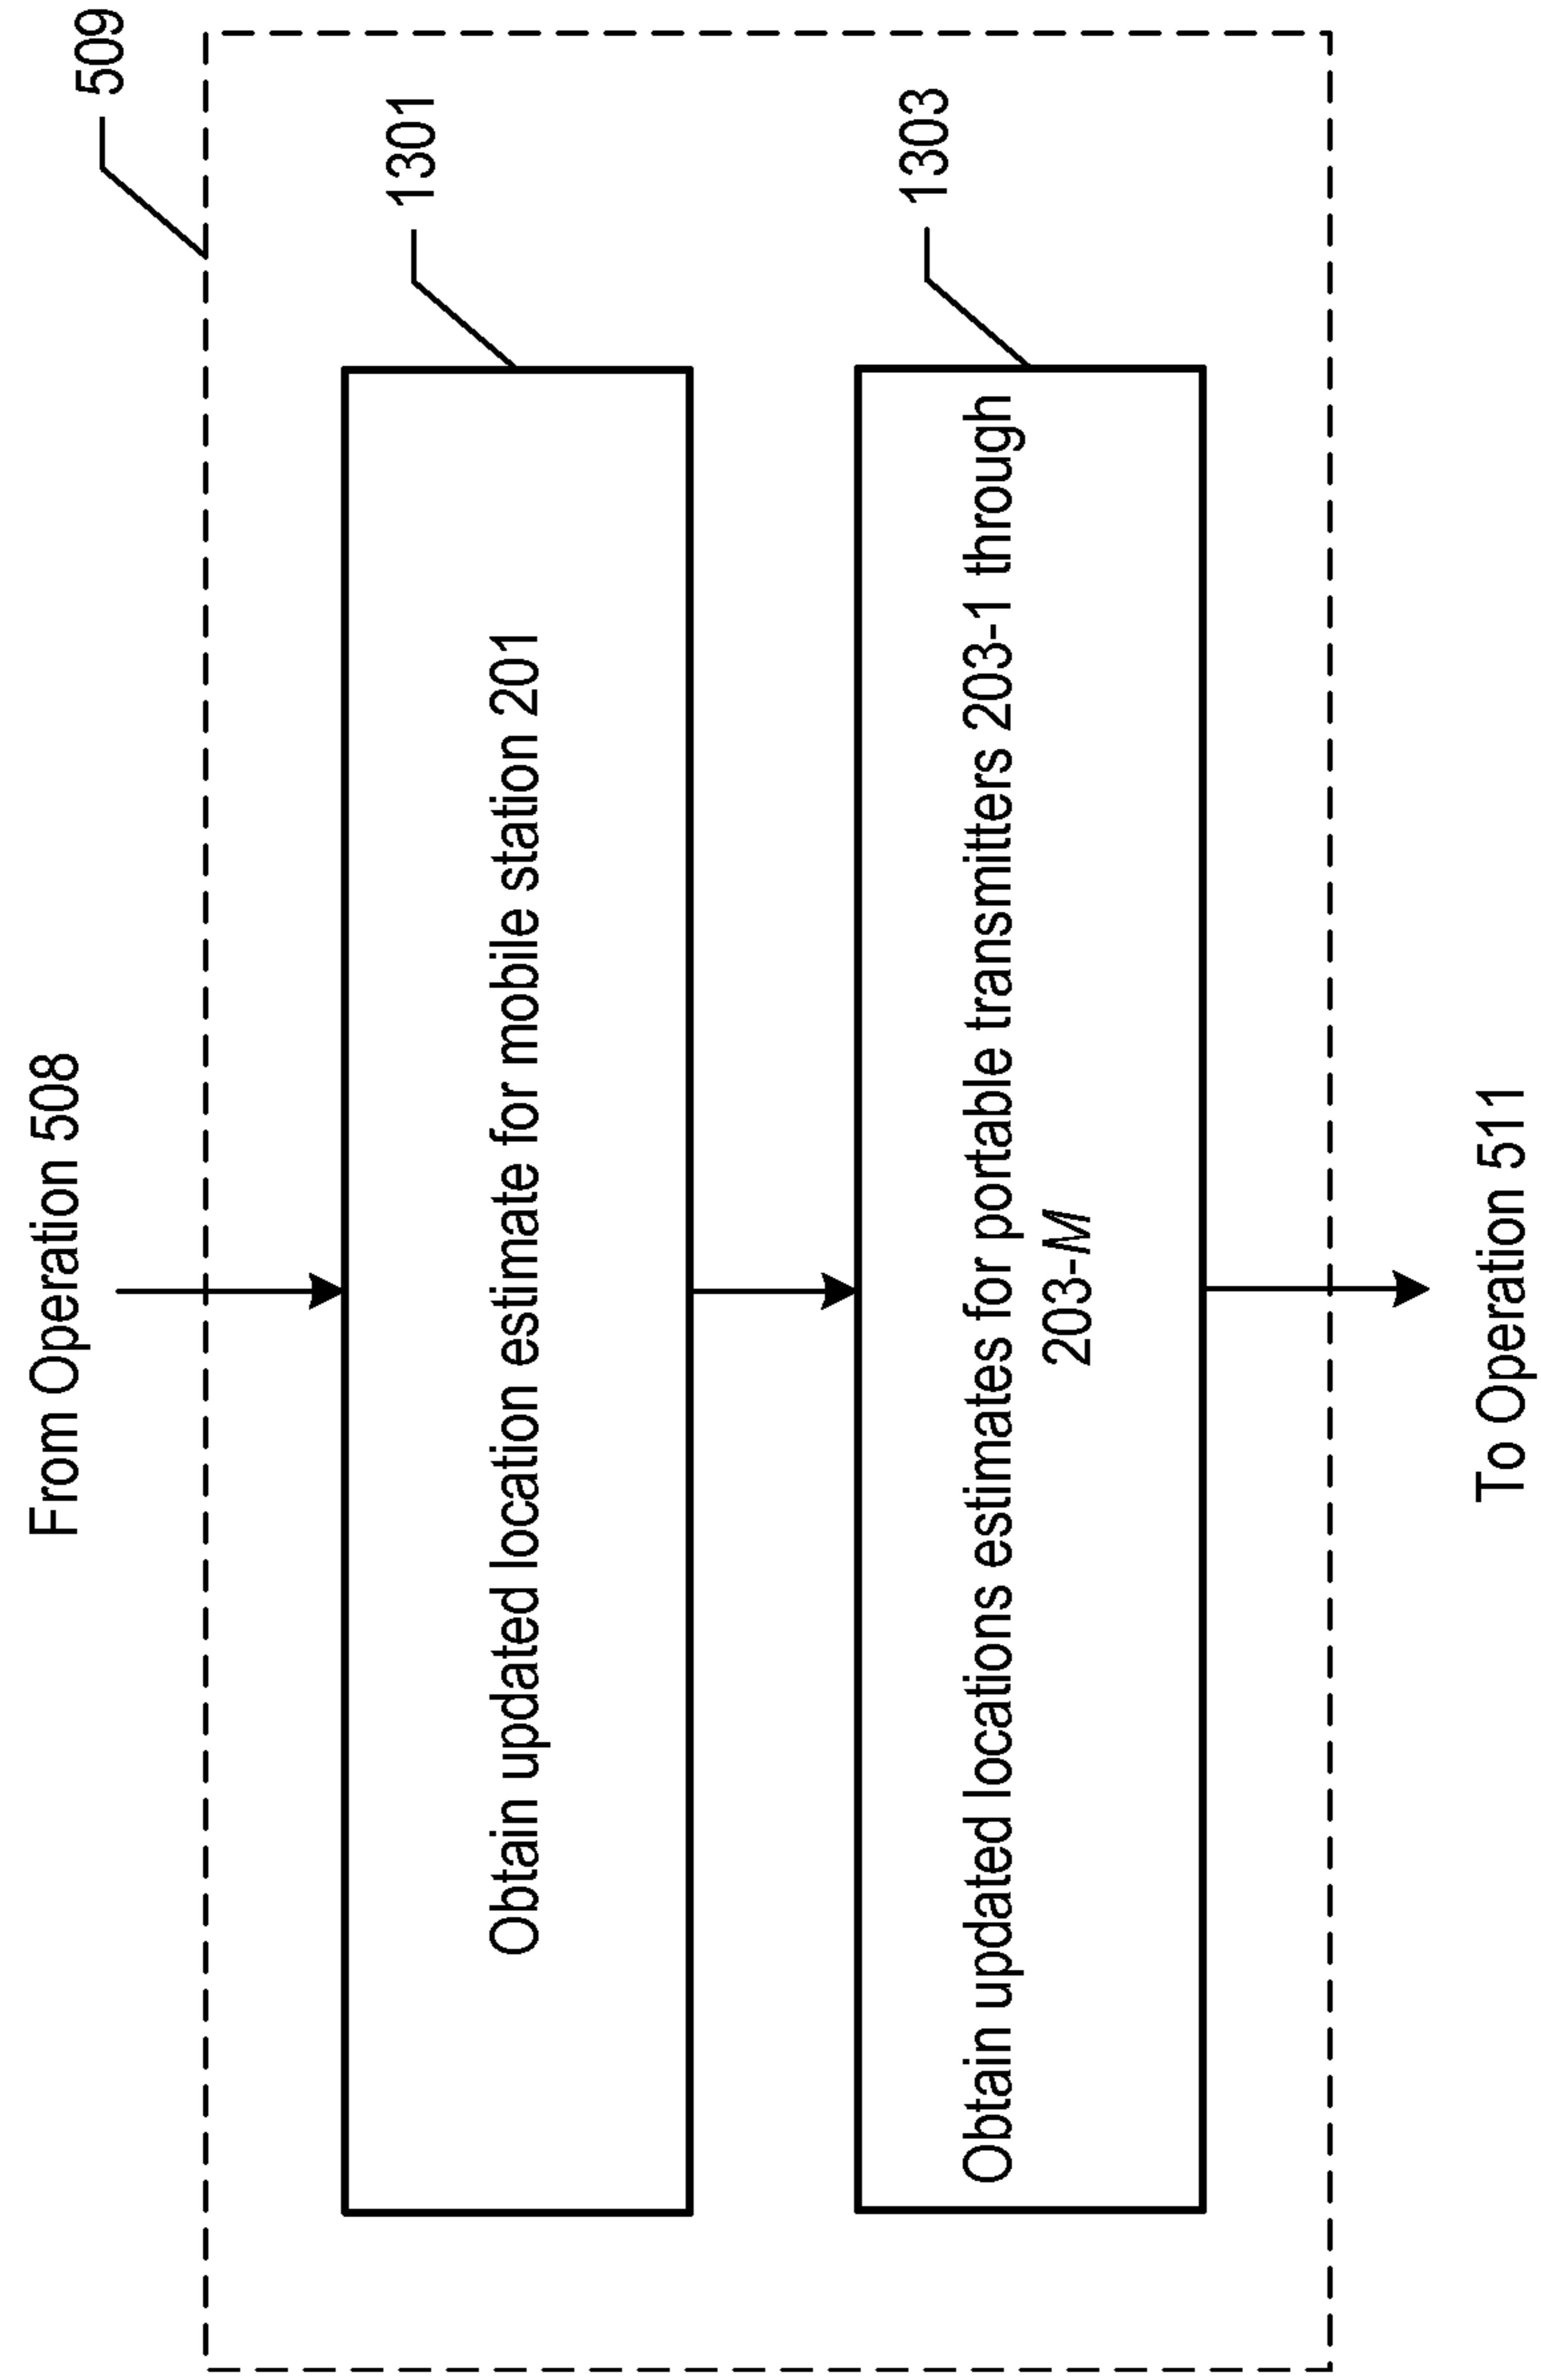 From Operation 508
509
1301
Obtain updated location estimate for mobile station 201
1303
Obtain updated locations estimates for portable transmitters 203-1 through
203-M
To Operation 511